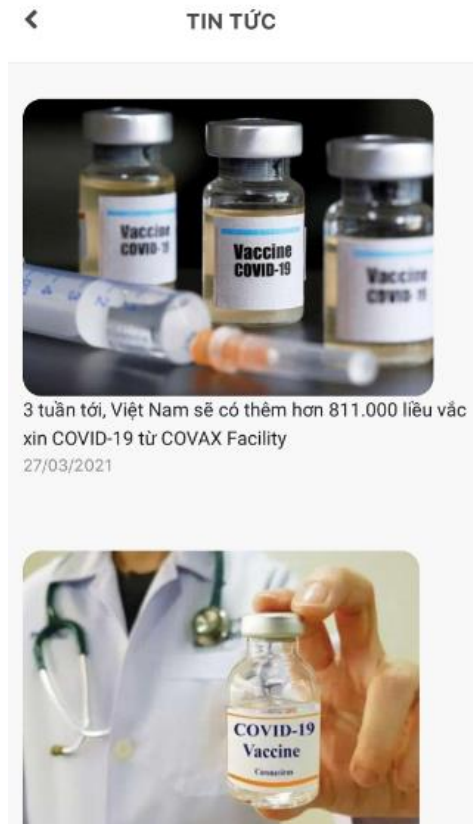 TIN TỨC
Vaccine
COVID-19
Vaccine
COVID-19
Vaccine
COVID-19
3 tuần tới, Việt Nam sẽ có thêm hơn 811.000 liều vắc
xin COVID-19 từ COVAX Facility
27/03/2021
COVID-19
Vaccine
Coronavirus